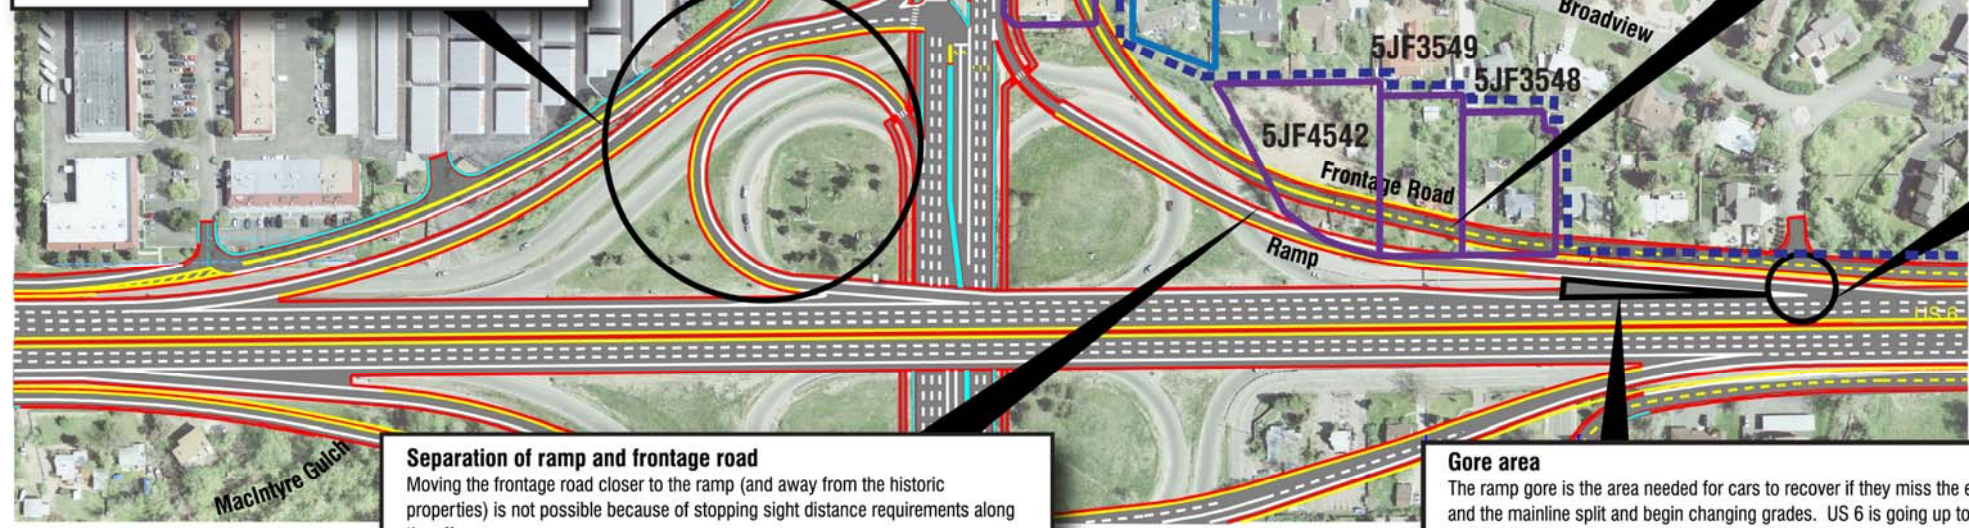 Broadview
5JF3549
5JF3548
5JF4542
Frontage Road
Ramp
US 6
MacIntyre Gulch
Separation of ramp and frontage road
Moving the frontage road closer to the ramp (and away from the historic
properties) is not possible because of stopping sight distance requirements along
Gore area
The ramp gore is the area needed for cars to recover if they miss the
and the mainline split and begin changing grades. US 6 is going up to